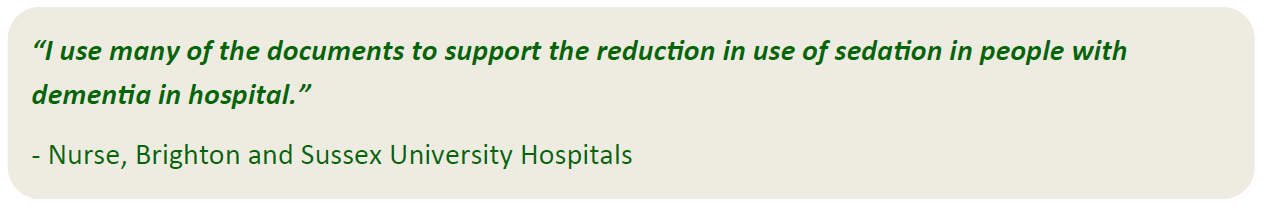 “I use many of the documents to support the reduction in use of sedation in people with
dementia in hospital.”
- Nurse, Brighton and Sussex University Hospitals